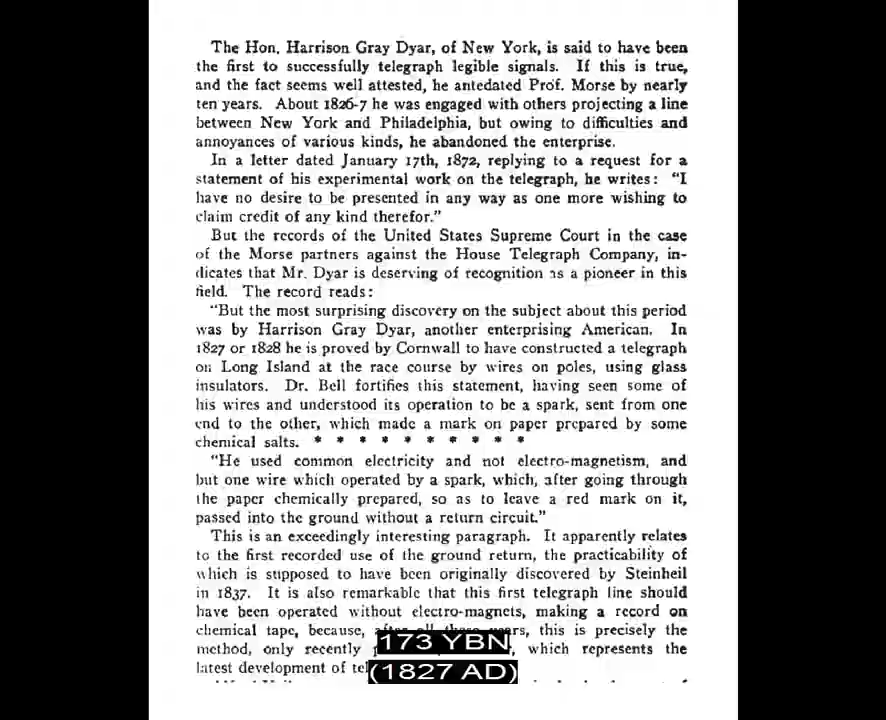 The Hon. Harrison Gray Dyar, of New York, is said to have been
the first to successfully telegraph legible signals. If this is true,
and the fact seems well attested, he antedated Prof. Morse by nearly
ten years. About 1826-7 he was engaged with others projecting a line
between New York and Philadelphia, but owing to difficulties and
annoyances of various kinds, he abandoned the enterprise.
In a letter dated January 17th, 1872, replying to a request for a
statement of his experimental work on the telegraph, he writes: "I
have no desire to be presented in any way as one more wishing to
claim credit of any kind therefor."
But the records of the United States Supreme Court in the case
of the Morse partners against the House Telegraph Company, in-
dicates that Mr. Dyar is deserving of recognition as a pioneer in this
field. The record reads:
"But the most surprising discovery on the subject about this period
was by Harrison Gray Dyar, another enterprising American. In
1827 or 1828 he is proved by Cornwall to have constructed a telegraph
on Long Island at the race course by wires on poles, using glass
insulators. Dr. Bell fortifies this statement, having seen some of
his wires and understood its operation to be a spark, sent from one
end to the other, which made a mark on paper prepared by some
chemical salts. * * * * * * * * * *
"He used common electricity and not electro-magnetism, and
but one wire which operated by a spark, which, after going through
the paper chemically prepared, so as to leave a red mark on it,
passed into the ground without a return circuit."
This is an exceedingly interesting paragraph. It apparently relates
to the first recorded use of the ground return, the practicability of
which is supposed to have been originally discovered by Steinheil
in 1837. It is also remarkable that this first telegraph line should
have been operated without electro-magnets, making a record on
chemical tape, because, after all these years, this is precisely the
method, only recently which represents the
latest development of
173 YBN
(1827 AD)